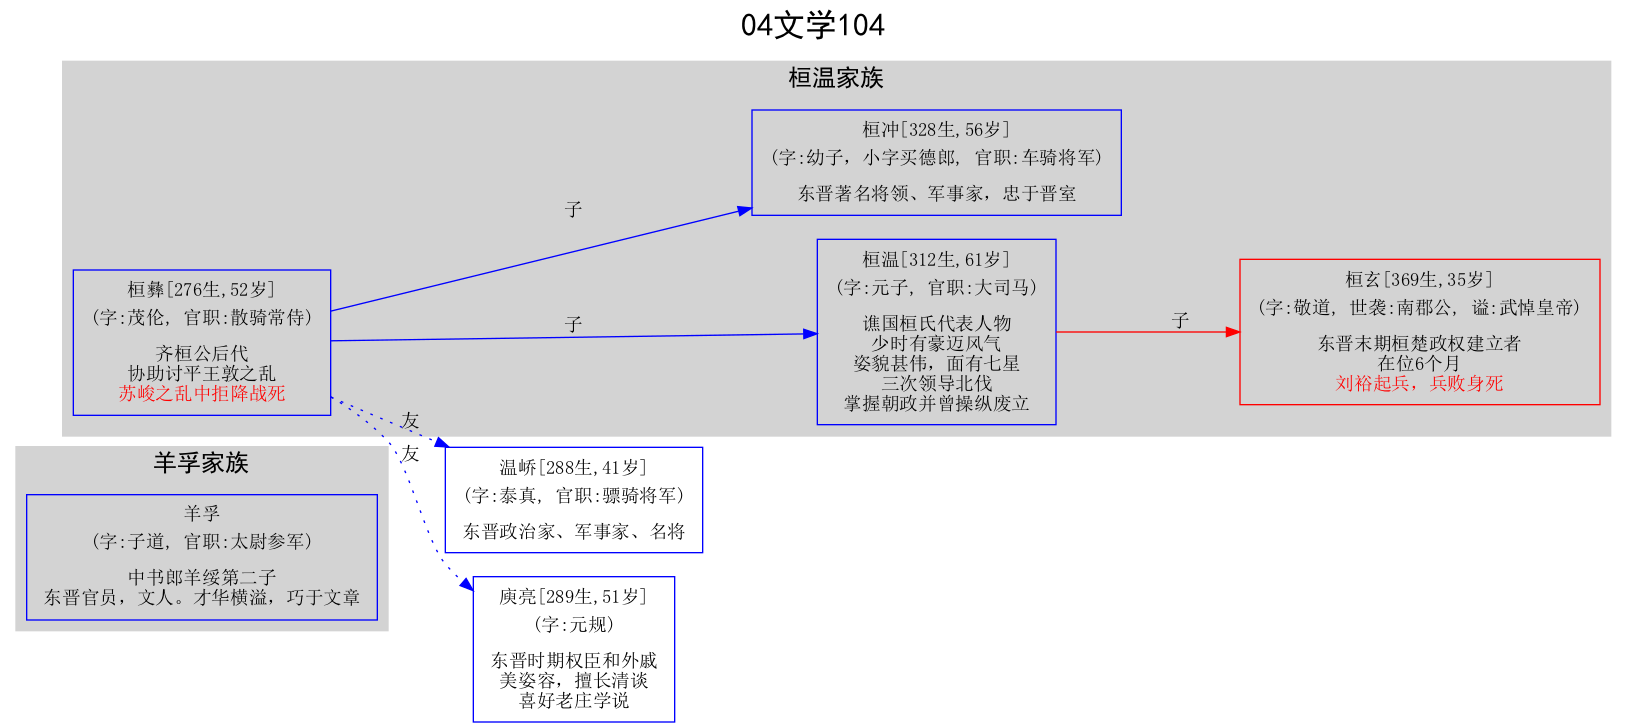 04文学104
桓温家族
桓冲[328生,56岁]
(字:幼子，小字买德郎, 官职:车骑将军)
东晋著名将领、军事家，忠于晋室
子
桓彝[276生,52岁]
(字:茂伦, 官职:散骑常侍)
齐桓公后代
协助讨平王敦之乱
苏峻之乱中拒降战死
子
桓温[312生,61岁]
(字:元子, 官职:大司马)
谯国桓氏代表人物
少时有豪迈风气
姿貌甚伟，面有七星
三次领导北伐
掌握朝政并曾操纵废立
子
桓玄[369生,35岁]
(字:敬道, 世袭:南郡公, 谥:武悼皇帝)
东晋末期桓楚政权建立者
在位6个月
刘裕起兵，兵败身死
友
友
羊孚家族
羊孚
(字:子道, 官职:太尉参军)
中书郎羊绥第二子
东晋官员，文人。才华横溢，巧于文章
温峤[288生,41岁]
(字:泰真, 官职:骠骑将军)
东晋政治家、军事家、名将
庾亮[289生,51岁]
(字:元规)
东晋时期权臣和外戚
美姿容，擅长清谈
喜好老庄学说